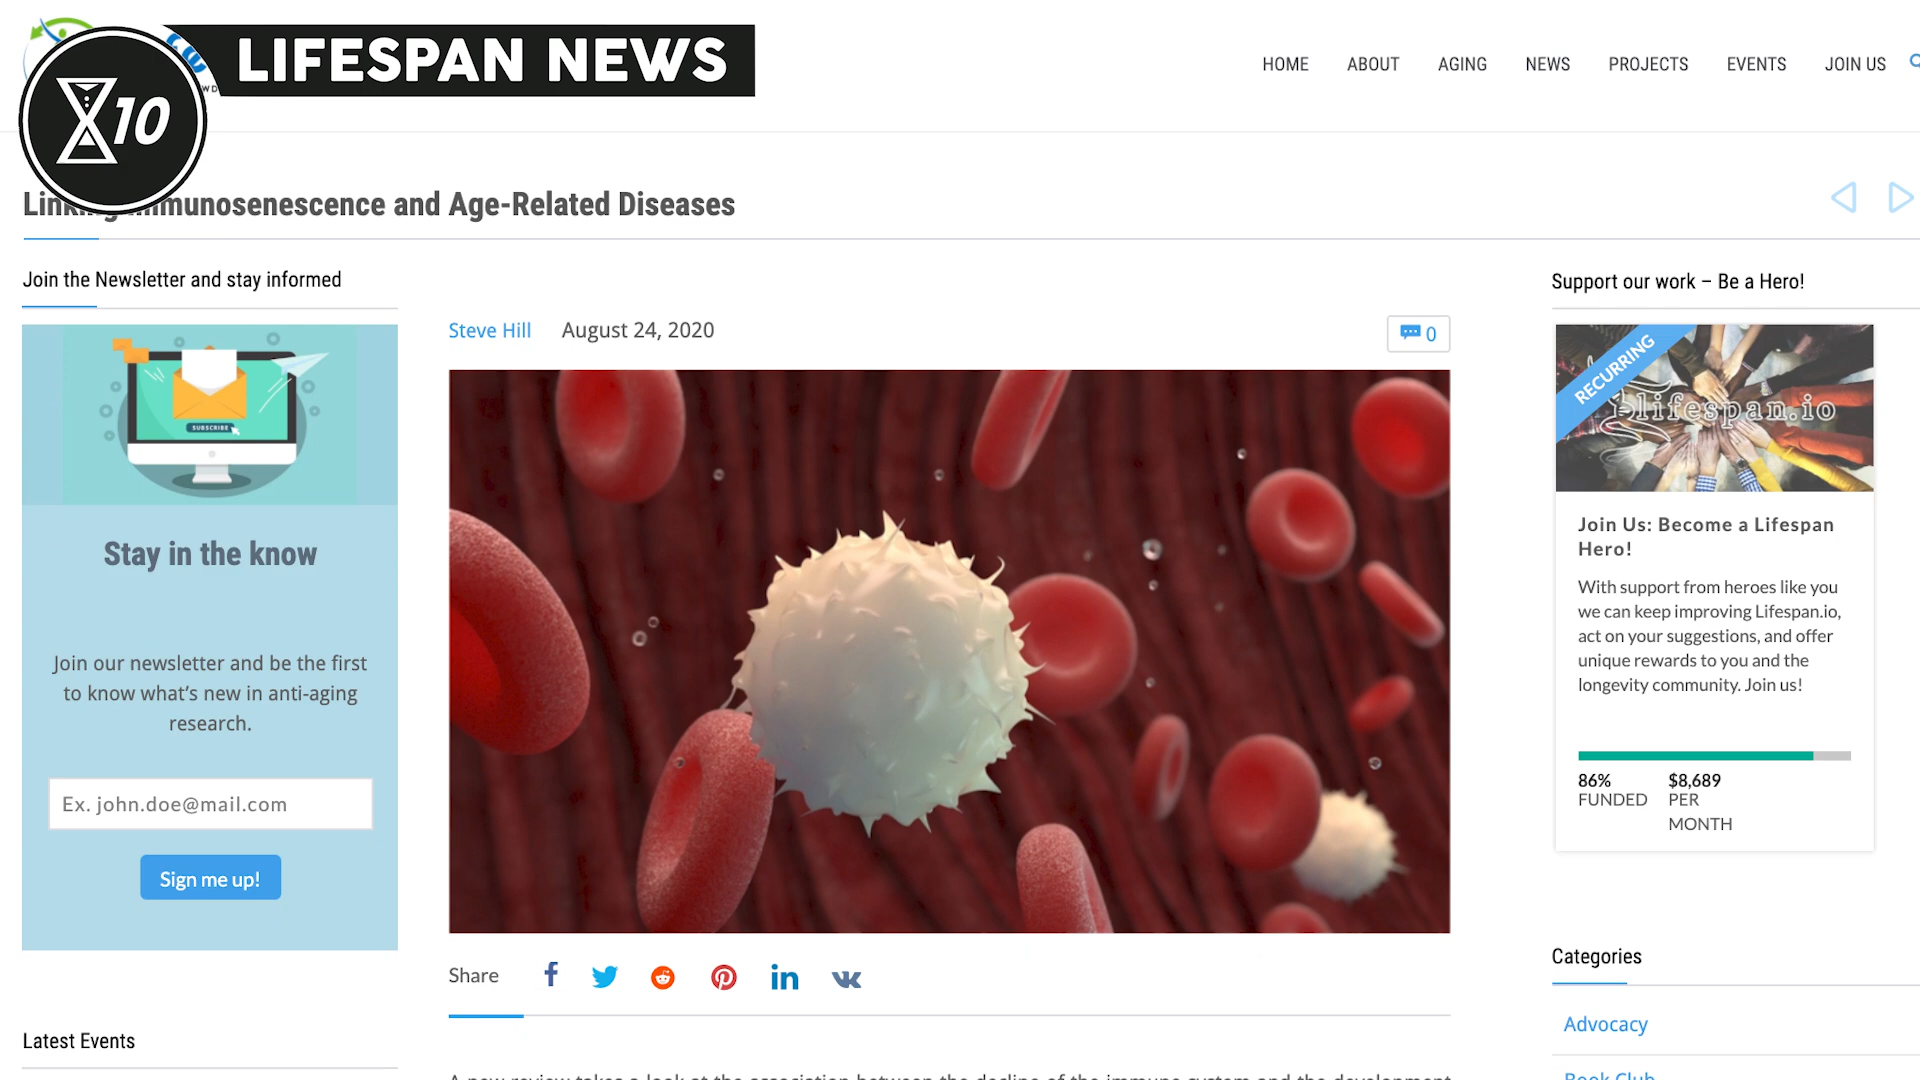 X10
LIFESPAN NEWS
HOME
ABOUT
AGING
NEWS
PROJECTS
EVENTS
JOIN US
and Age-Related Diseases
Join the Newsletter and stay informed
SUBSCRIBE
Stay in the know
Join our newsletter and be the first
to know what's new in anti-aging
research.
Ex. john.doe@mail.com
Sign me up!
Latest Events
Steve Hill
August 24, 2020
0
Share
A new review takes a look at the association between the decline of the immune system and the development
Support our work – Be a Hero!
RECURRING
lifespan.io
Join Us: Become a Lifespan
Hero!
With support from heroes like you
we can keep improving Lifespan.io,
act on your suggestions, and offer
unique rewards to you and the
longevity community. Join us!
86%
FUNDED
$8,689
PER
MONTH
Categories
Advocacy
Book Club